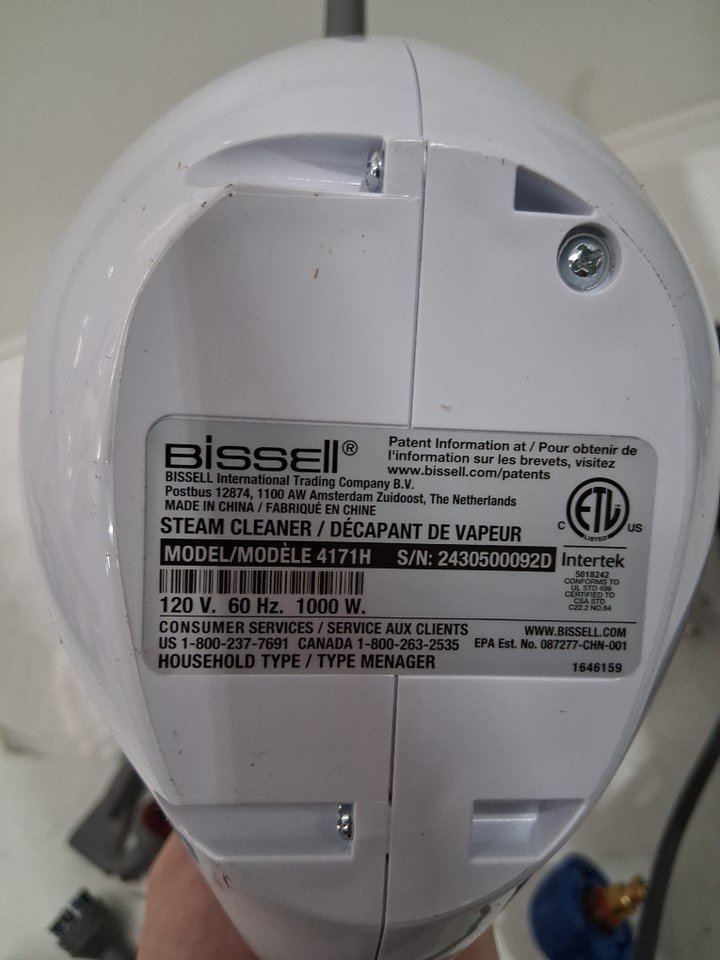 BISSELL®
Patent Information at / Pour obtenir de
l'information sur les brevets, visitez
www.bissell.com/patents
BISSELL International Trading Company B.V.
Postbus 12874, 1100 AW Amsterdam Zuidoost, The Netherlands
MADE IN CHINA / FABRIQUÉ EN CHINE
STEAM CLEANER / DÉCAPANT DE VAPEUR
C ETL US
LISTED
MODEL/MODÈLE 4171H S/N: 2430500092D
Intertek
5018242
CONFORMS TO
UL STD 499
CERTIFIED TO
CSA STD
C22.2 NO.64
120 V. 60 Hz. 1000 W.
CONSUMER SERVICES / SERVICE AUX CLIENTS
WWW.BISSELL.COM
US 1-800-237-7691 CANADA 1-800-263-2535
EPA Est. No. 087277-CHN-001
HOUSEHOLD TYPE / TYPE MENAGER
1646159